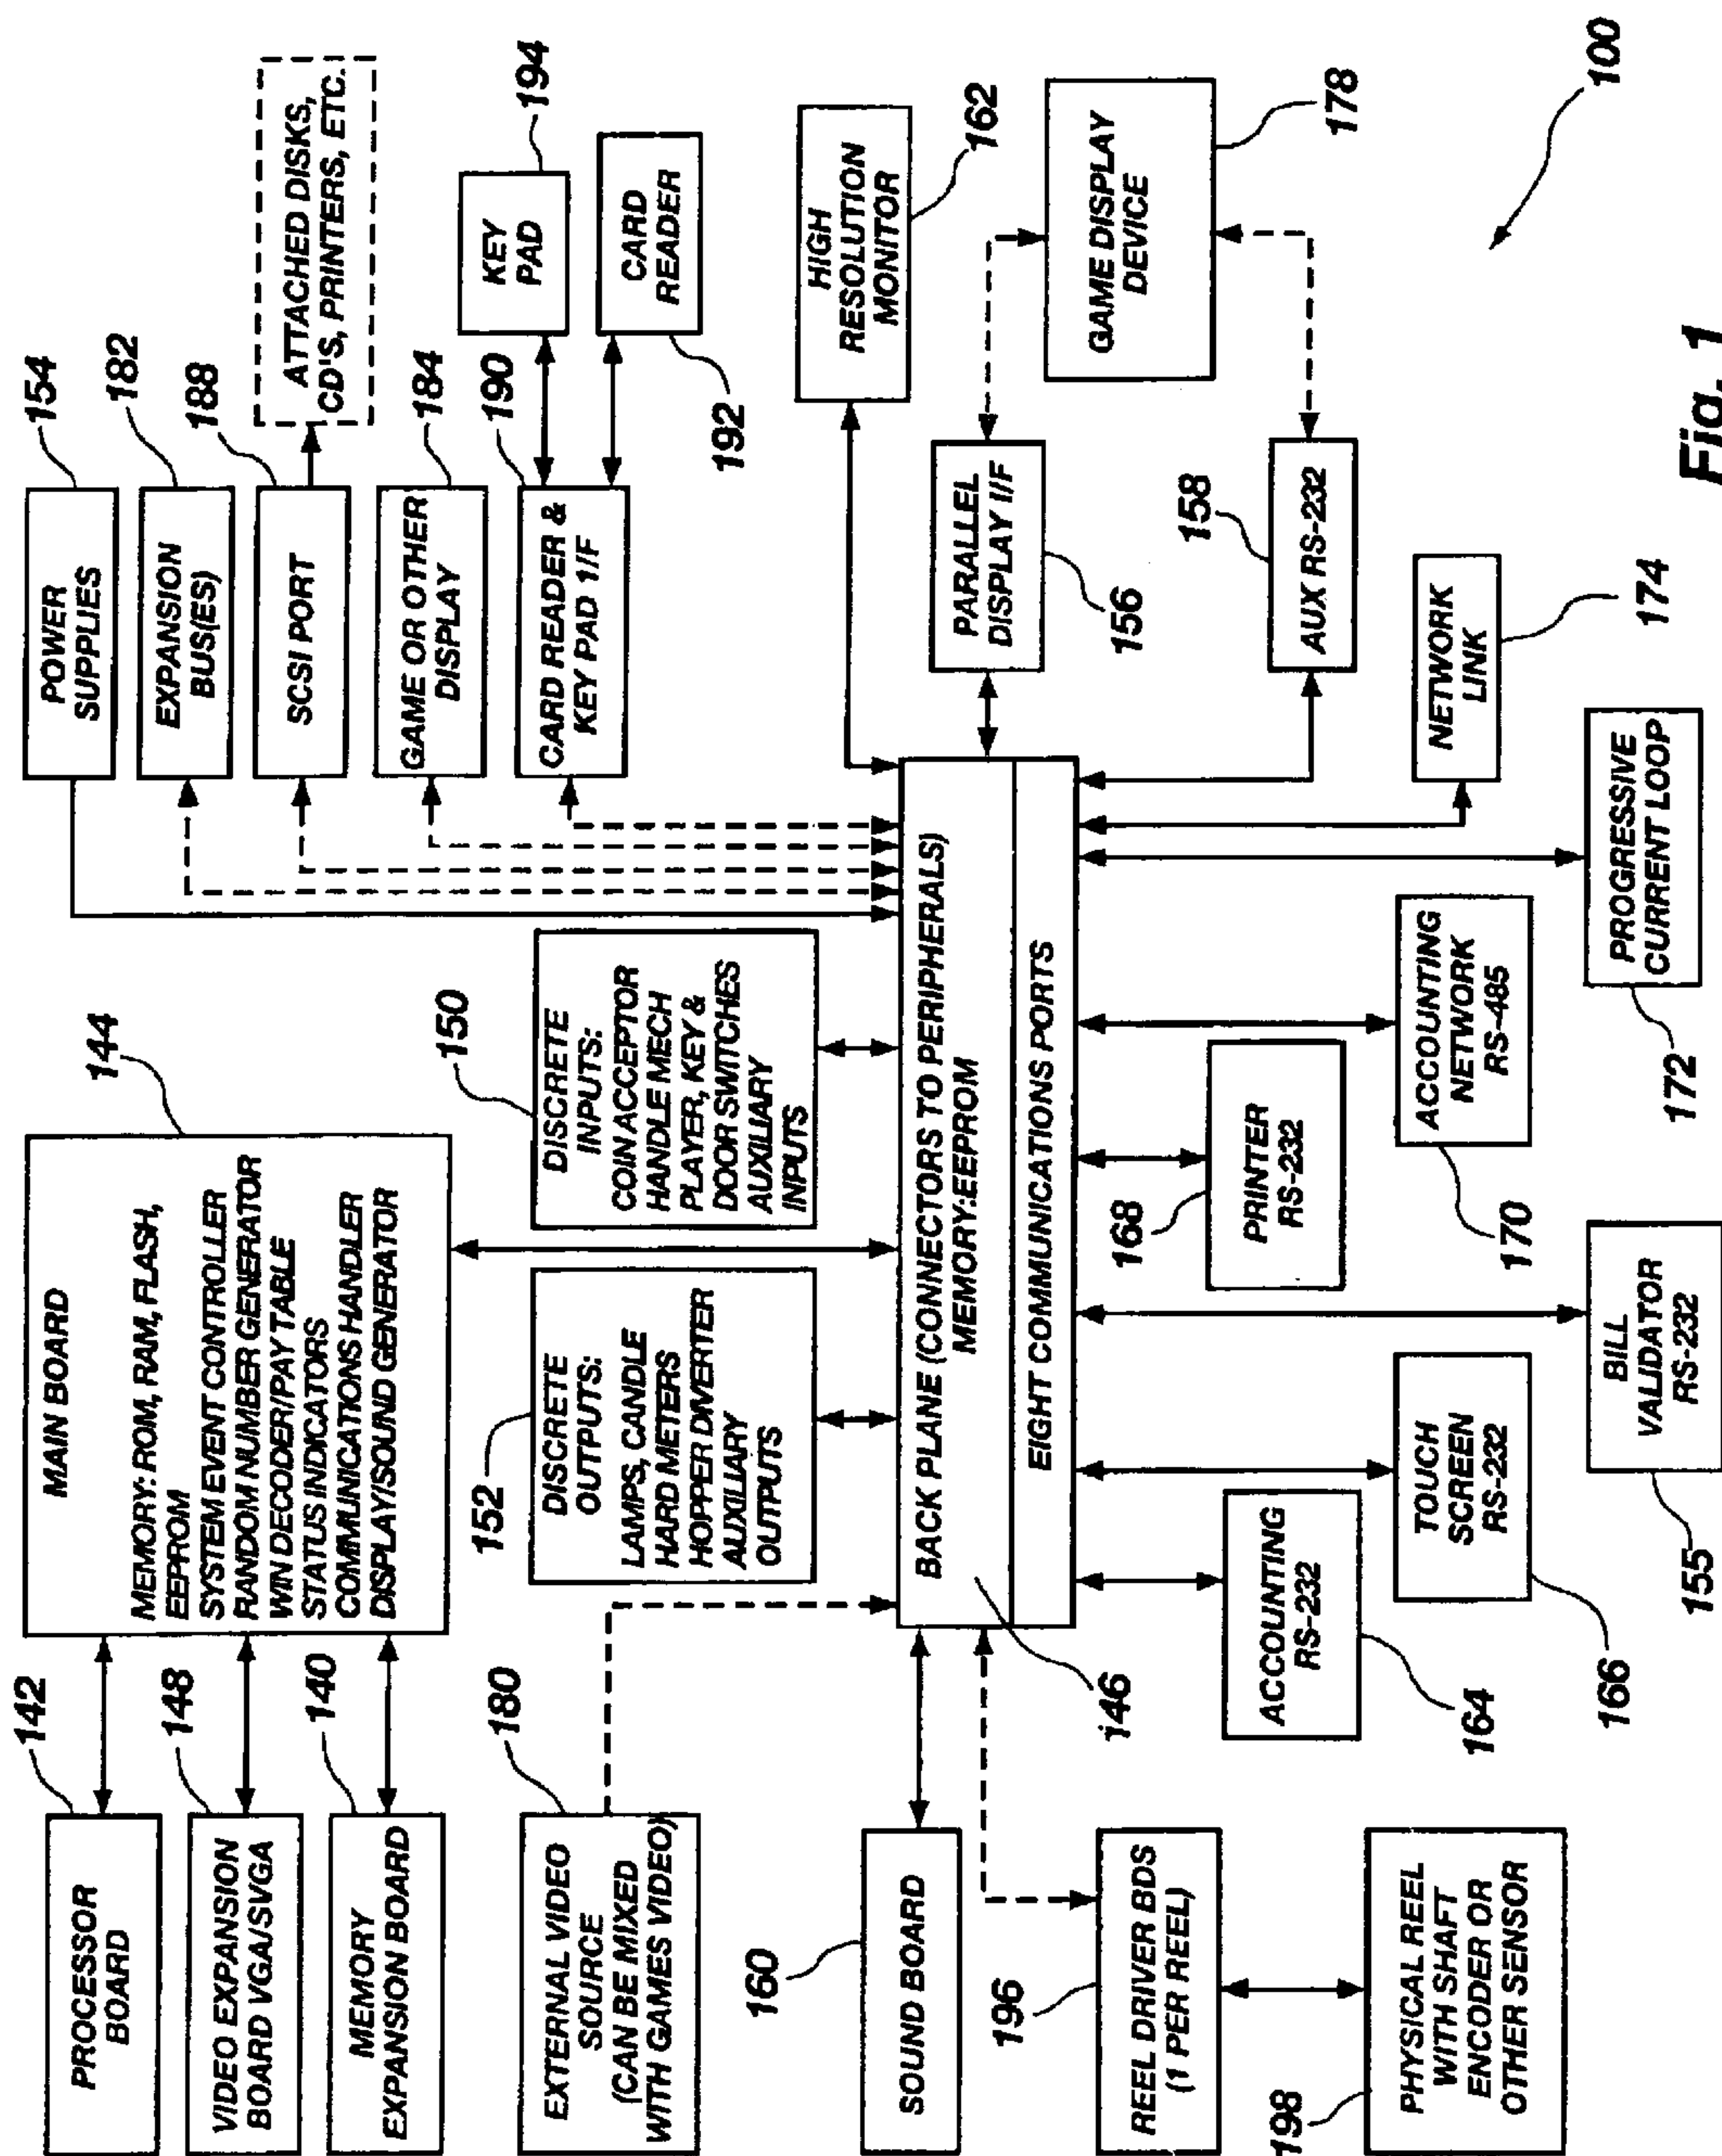 142
PROCESSOR
BOARD
148
VIDEO EXPANSION
BOARD VGA/SVGA
140
MEMORY
EXPANSION BOARD
180
EXTERNAL VIDEO
SOURCE
(CAN BE MIXED
WITH GAMES VIDEO)
160
SOUND BOARD
196
REEL DRIVER BDS
(1 PER REEL)
198
PHYSICAL REEL
WITH SHAFT
ENCODER OR
OTHER SENSOR
144
MAIN BOARD
MEMORY: ROM, RAM, FLASH,
EEPROM
SYSTEM EVENT CONTROLLER
RANDOM NUMBER GENERATOR
WIN DECODER/PAY TABLE
STATUS INDICATORS
COMMUNICATIONS HANDLER
DISPLAY/SOUND GENERATOR
152
DISCRETE
OUTPUTS:
LAMPS, CANDLE
HARD METERS
HOPPER DIVERTER
AUXILIARY
OUTPUTS
150
DISCRETE
INPUTS:
COIN ACCEPTOR
HANDLE MECH
PLAYER, KEY &
DOOR SWITCHES
AUXILIARY
INPUTS
BACK PLANE (CONNECTORS TO PERIPHERALS)
MEMORY:EEPROM
EIGHT COMMUNICATIONS PORTS
146
ACCOUNTING
RS-232
164
TOUCH
SCREEN
RS-232
166
BILL
VALIDATOR
RS-232
155
168
PRINTER
RS-232
ACCOUNTING
NETWORK
RS-485
170
PROGRESSIVE
CURRENT LOOP
172
NETWORK
LINK
174
154
POWER
SUPPLIES
182
EXPANSION
BUS(ES)
188
SCSI PORT
ATTACHED DISKS,
CD'S, PRINTERS, ETC.
184
GAME OR OTHER
DISPLAY
190
CARD READER &
KEY PAD 1/F
194
KEY
PAD
CARD
READER
192
HIGH
RESOLUTION
MONITOR
162
PARALLEL
DISPLAY I/F
156
158
AUX RS-232
GAME DISPLAY
DEVICE
178
100
Fig. 1